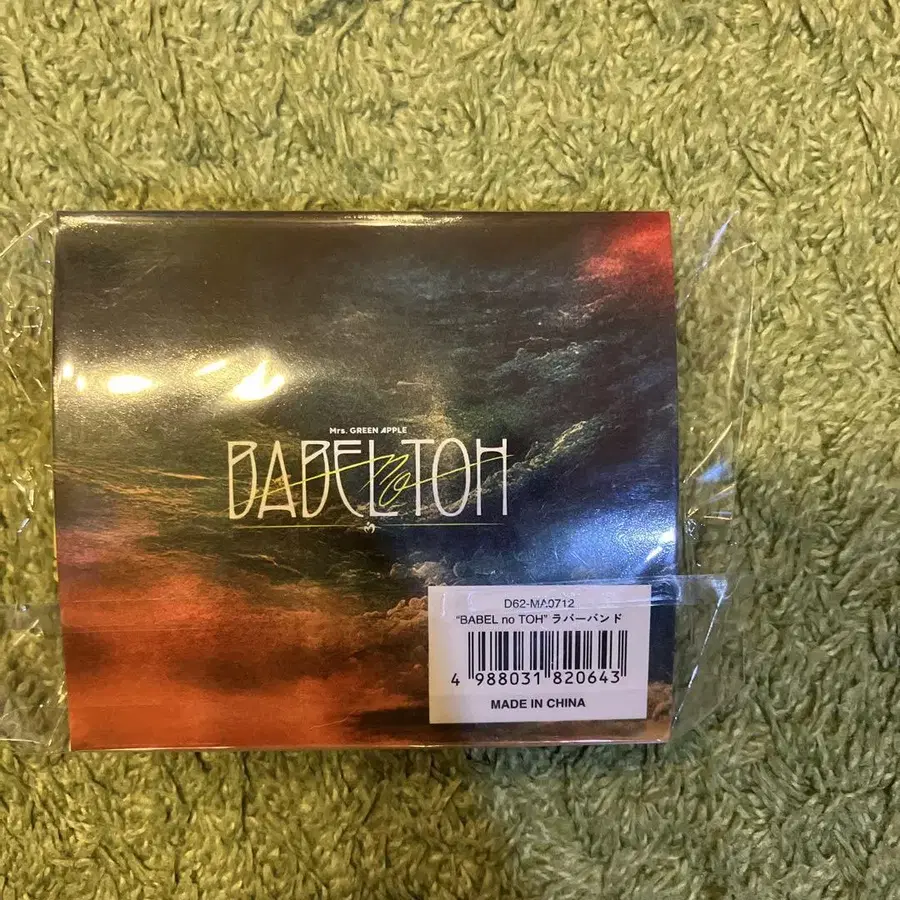 Mrs. GREEN APPLE
BABEL no TOH
D62-MA0712
"BABEL no TOH" ラバーバンド
4 988031 820643
MADE IN CHINA